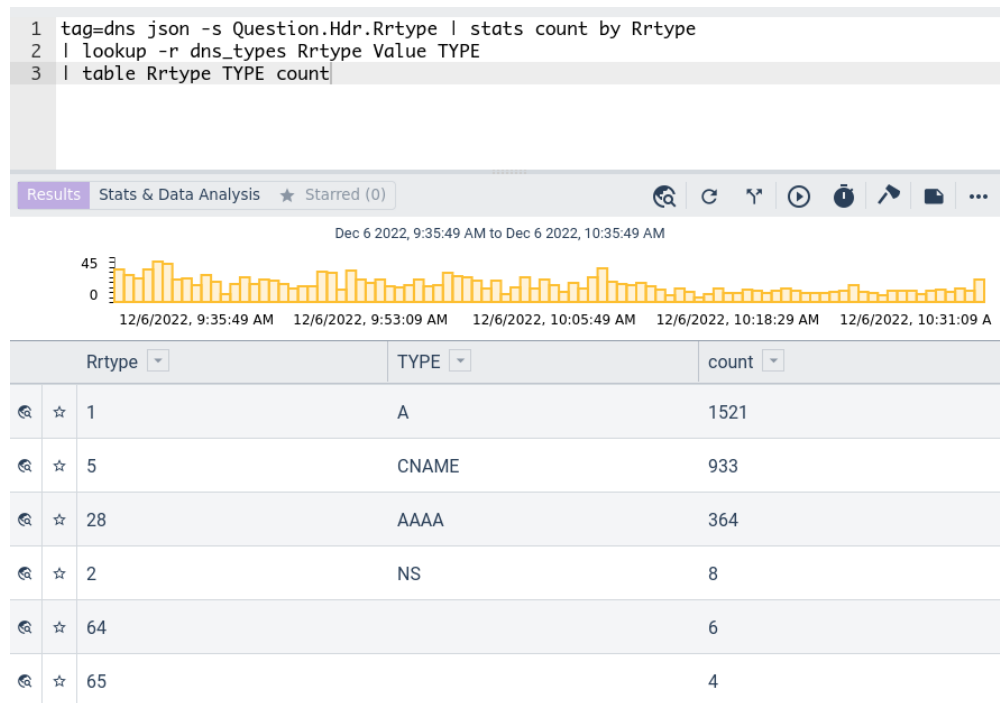 1 tag=dns json -s Question.Hdr.Rrtype | stats count by Rrtype
2 | lookup -r dns_types Rrtype Value TYPE
3 | table Rrtype TYPE count
Results Stats & Data Analysis Starred (0)
Dec 6 2022, 9:35:49 AM to Dec 6 2022, 10:35:49 AM
45
0
12/6/2022, 9:35:49 AM 12/6/2022, 9:53:09 AM 12/6/2022, 10:05:49 AM 12/6/2022, 10:18:29 AM 12/6/2022, 10:31:09 A
Rrtype TYPE count
1 A 1521
5 CNAME 933
28 AAAA 364
2 NS 8
64 6
65 4